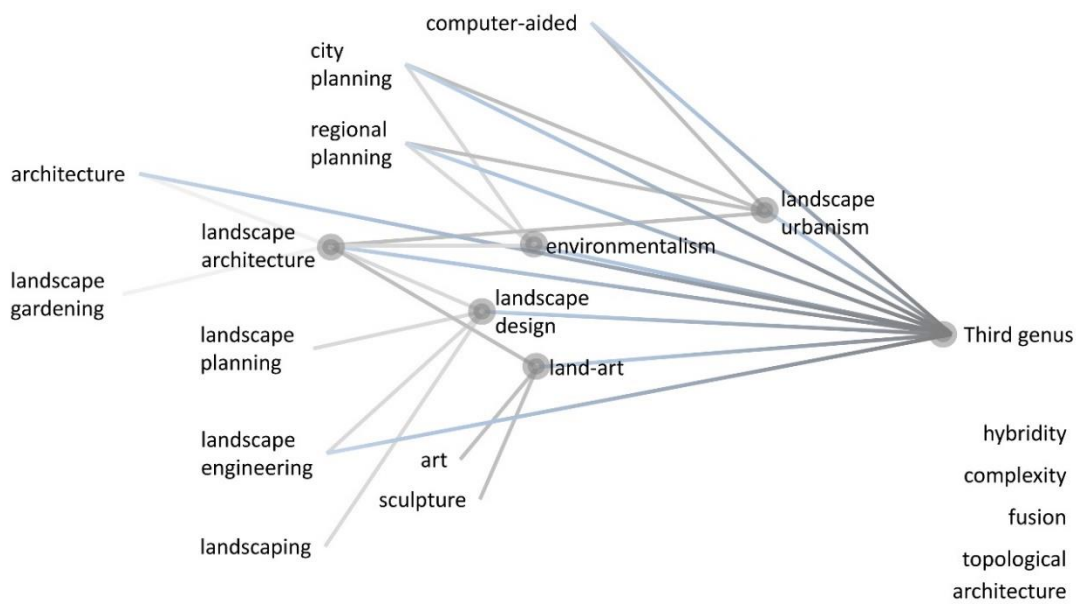 computer-aided
city
planning
regional
planning
architecture
landscape
urbanism
landscape
architecture
environmentalism
landscape
gardening
landscape
design
landscape
planning
Third genus
land-art
landscape
engineering
art
sculpture
landscaping
hybridity
complexity
fusion
topological
architecture